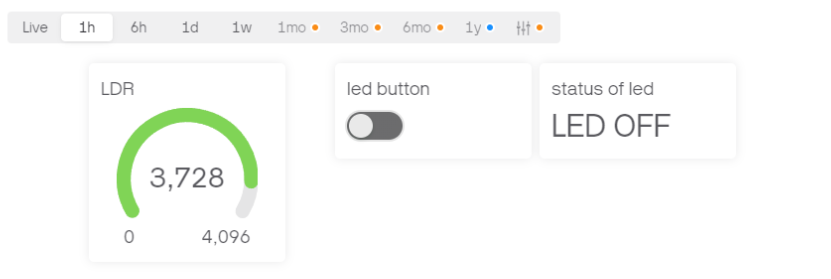 Live 1h 6h 1d 1w 1mo 3mo 6mo 1y
LDR
3,728
0 4,096
led button
status of led
LED OFF